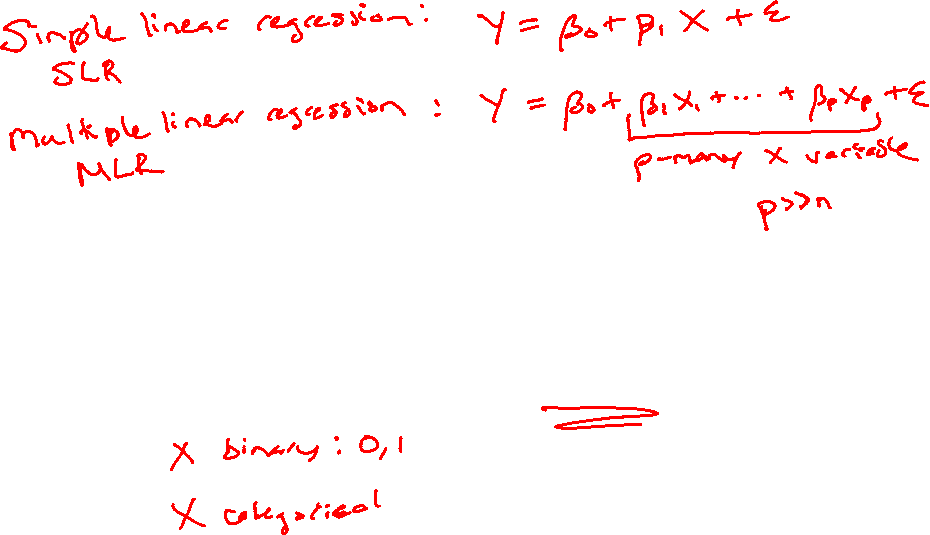 Simple linear regression: Y = β₀ + β₁ X + ε
SLR
Multiple linear regression: Y = β₀ + β₁X₁ + ... + βₚXₚ + ε
MLR
p-many X variable
p>>n
X binary: 0,1
X categorical